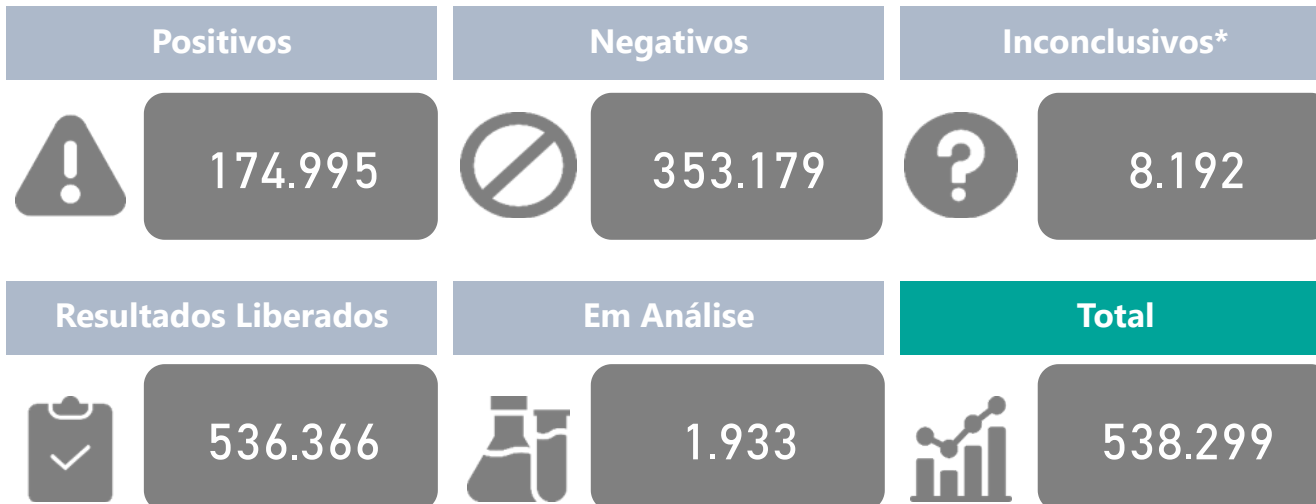 Positivos
Negativos
Inconclusivos*
174.995
353.179
8.192
Resultados Liberados
Em Análise
Total
536.366
1.933
538.299